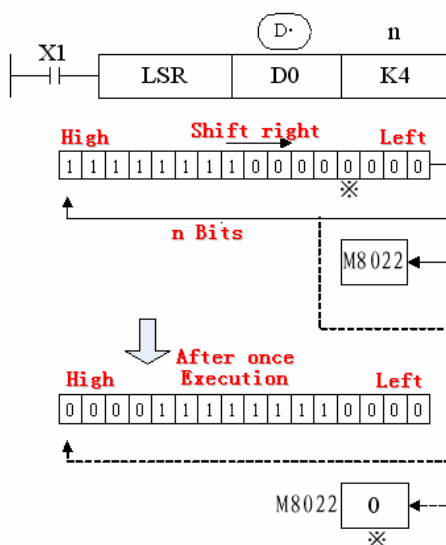 D· n
X1
LSR D0 K4
Shift right
High Left
1 1 1 1 1 1 1 1 0 0 0 0 0 0 0 0
※
n Bits
M8022
After once
Execution
High Left
0 0 0 0 1 1 1 1 1 1 1 1 0 0 0 0
M8022 0
※